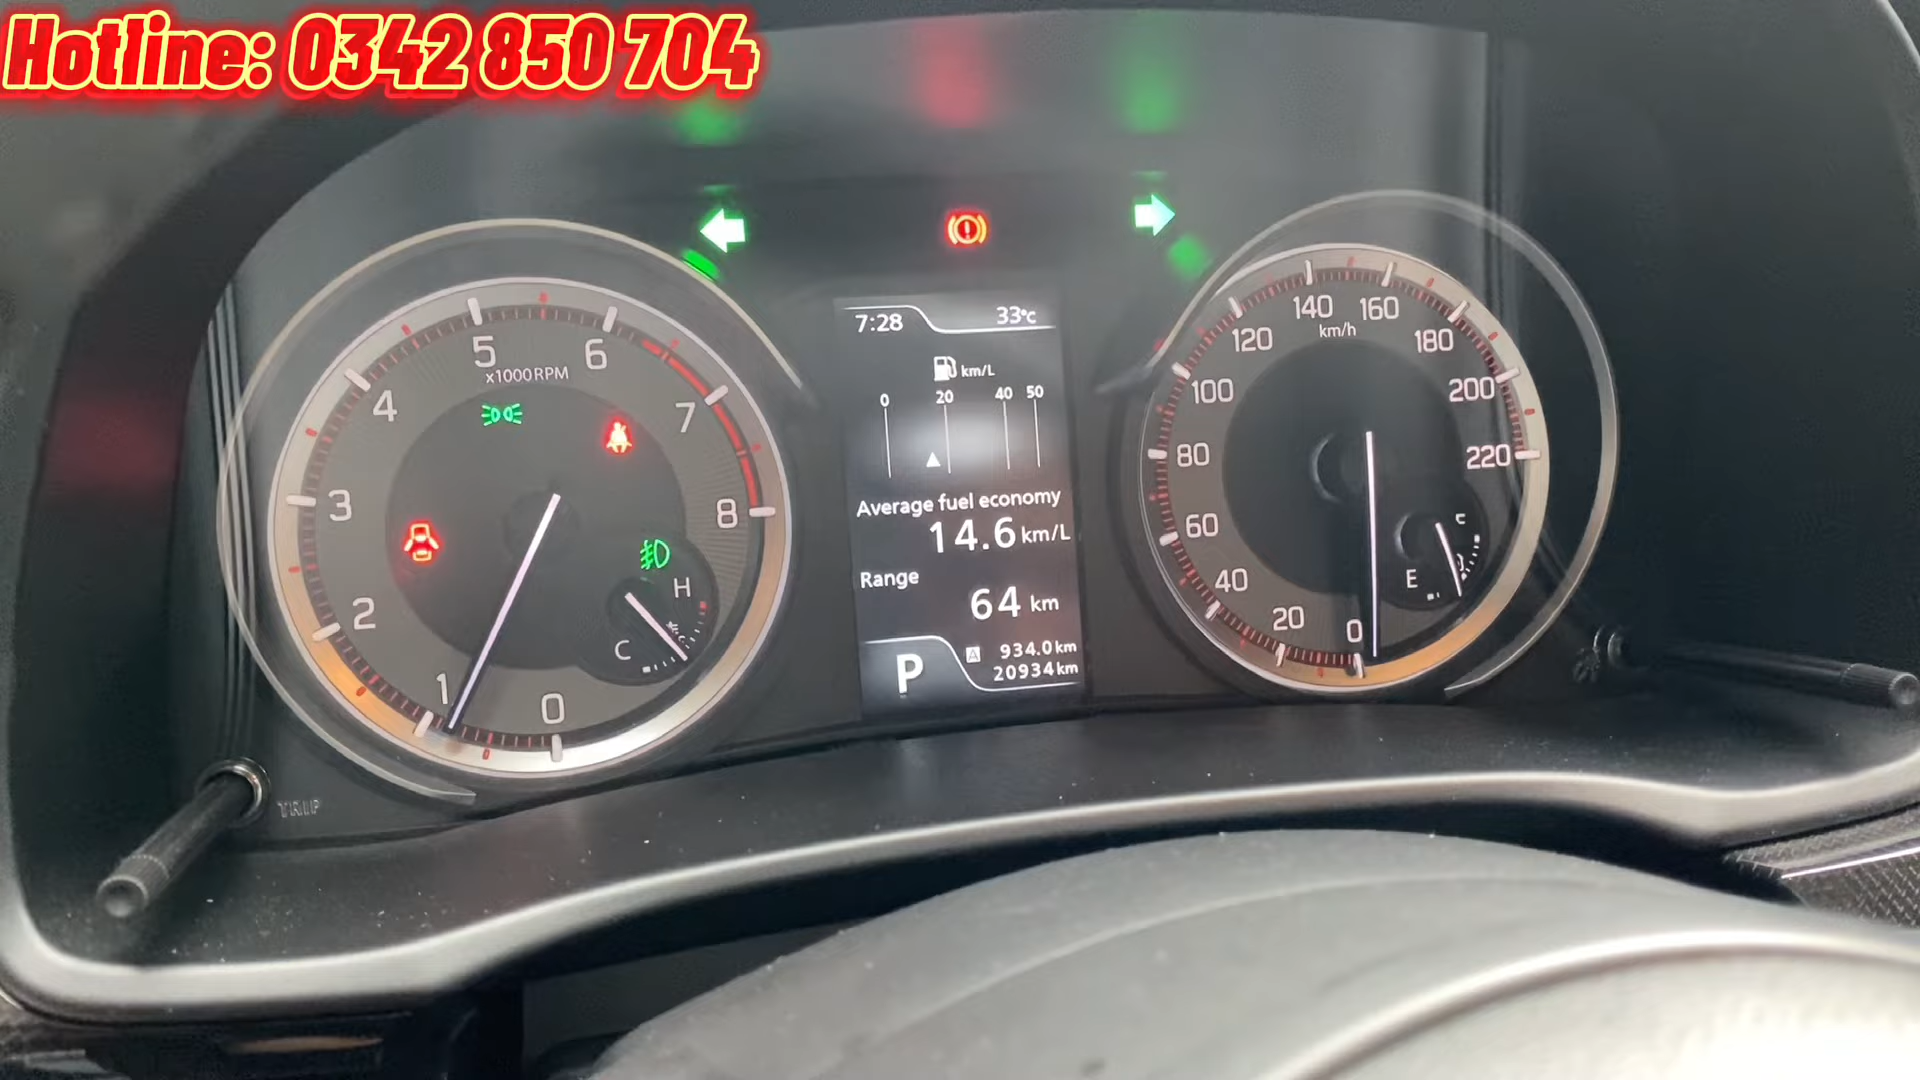 Hotline: 0342 850 704
7:28 33°C
km/L
0 20 40 50
Average fuel economy
14.6 km/L
Range
64 km
P
A 934.0 km
20934 km
0 1 2 3 4 5 6 7 8
x1000 RPM
H
C
0 20 40 60 80 100 120 140 160 180 200 220
km/h
E
TRIP